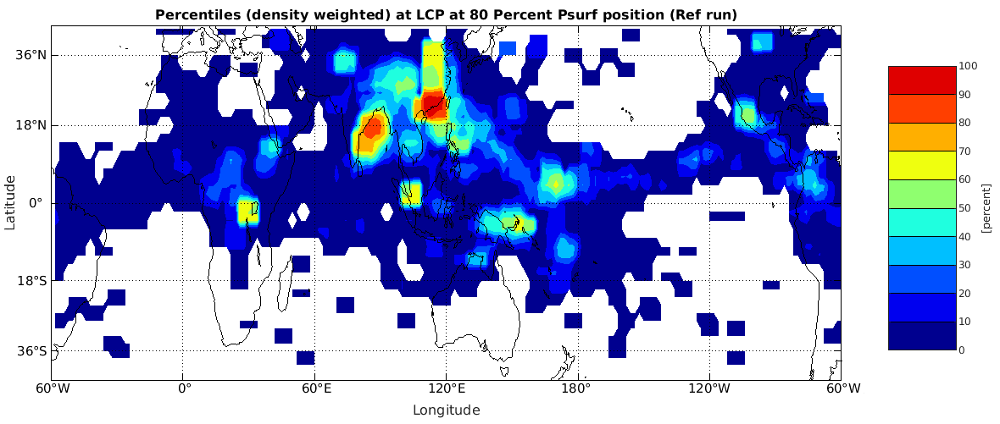 Percentiles (density weighted) at LCP at 80 Percent Psurf position (Ref run)
36°N
18°N
0°
18°S
36°S
Latitude
60°W
0°
60°E
120°E
180°
120°W
60°W
Longitude
100
90
80
70
60
50
40
30
20
10
0
[percent]